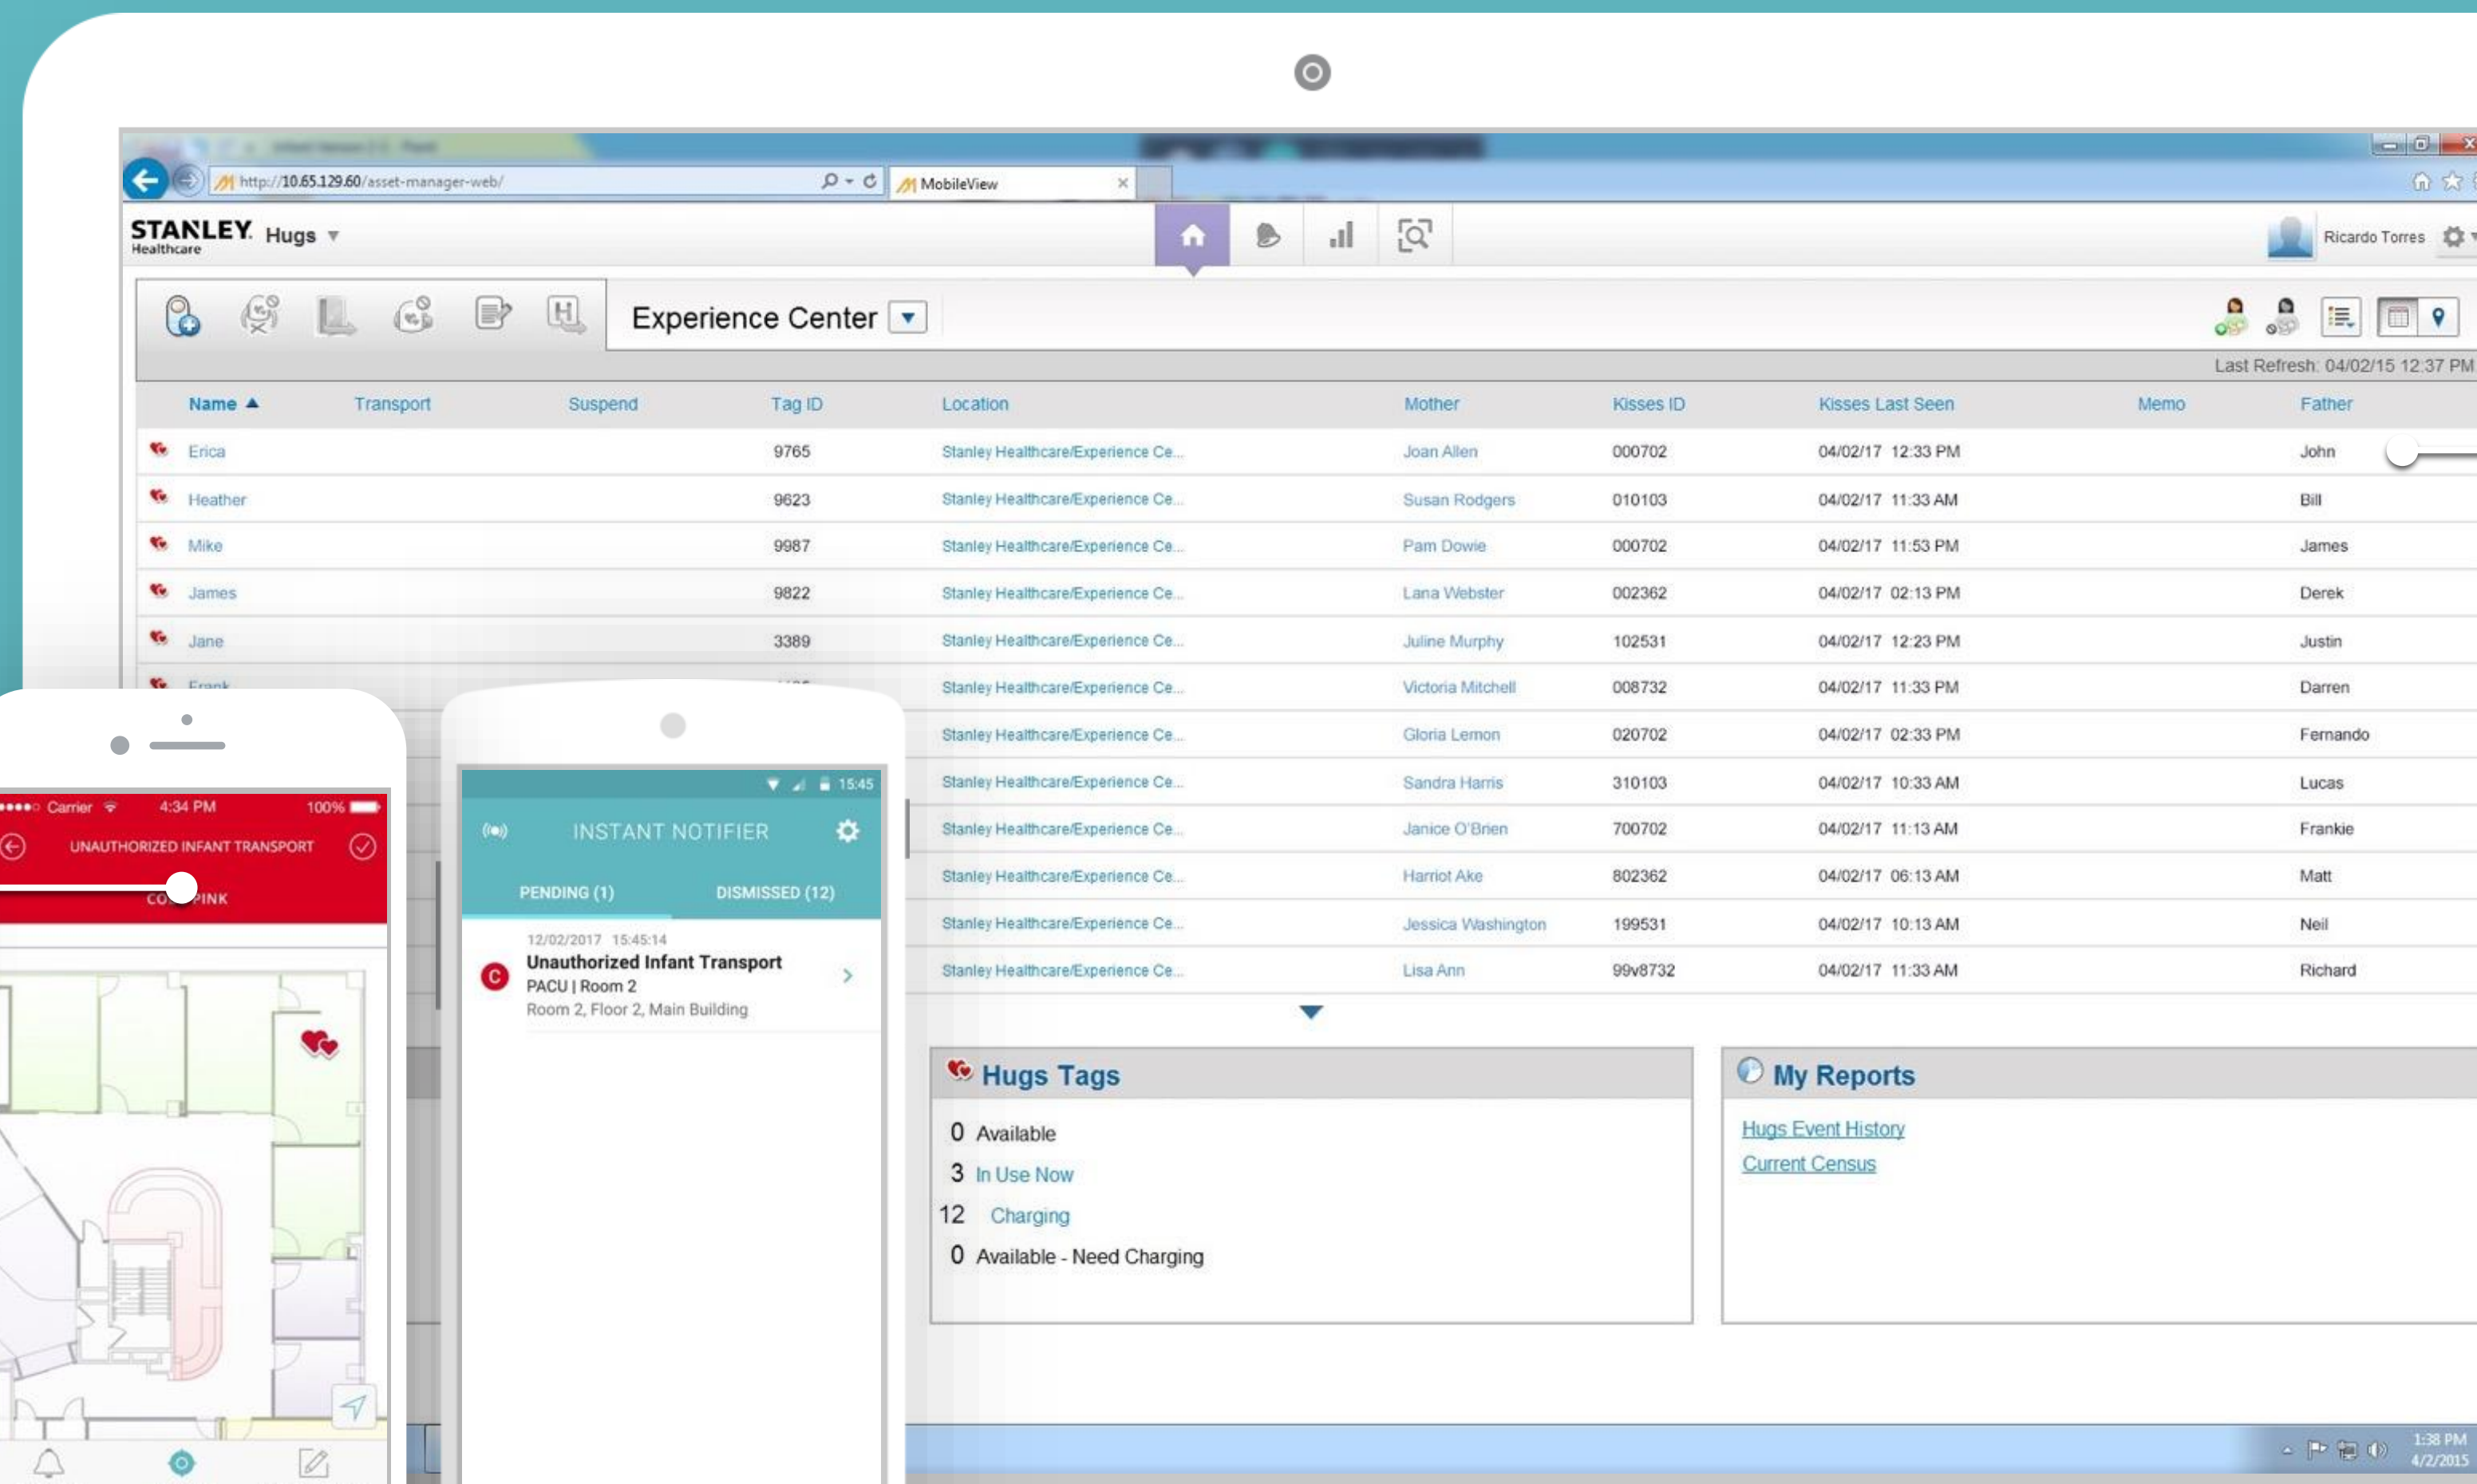 http://10.65.129.60/asset-manager-web/
MobileView
STANLEY Healthcare Hugs
Ricardo Torres
Experience Center
Last Refresh: 04/02/15 12:37 PM
Name Transport Suspend Tag ID Location Mother Kisses ID Kisses Last Seen Memo Father
Erica 9765 Stanley Healthcare/Experience Ce... Joan Allen 000702 04/02/17 12:33 PM John
Heather 9623 Stanley Healthcare/Experience Ce... Susan Rodgers 010103 04/02/17 11:33 AM Bill
Mike 9987 Stanley Healthcare/Experience Ce... Pam Dowie 000702 04/02/17 11:53 PM James
James 9822 Stanley Healthcare/Experience Ce... Lana Webster 002362 04/02/17 02:13 PM Derek
Jane 3389 Stanley Healthcare/Experience Ce... Juline Murphy 102531 04/02/17 12:23 PM Justin
Frank Stanley Healthcare/Experience Ce... Victoria Mitchell 008732 04/02/17 11:33 PM Darren
Stanley Healthcare/Experience Ce... Gloria Lemon 020702 04/02/17 02:33 PM Fernando
Stanley Healthcare/Experience Ce... Sandra Harris 310103 04/02/17 10:33 AM Lucas
Stanley Healthcare/Experience Ce... Janice O'Brien 700702 04/02/17 11:13 AM Frankie
Stanley Healthcare/Experience Ce... Harriot Ake 802362 04/02/17 06:13 AM Matt
Stanley Healthcare/Experience Ce... Jessica Washington 199531 04/02/17 10:13 AM Neil
Stanley Healthcare/Experience Ce... Lisa Ann 99v8732 04/02/17 11:33 AM Richard
Carrier 4:34 PM 100%
UNAUTHORIZED INFANT TRANSPORT
PINK
15:45
INSTANT NOTIFIER
PENDING (1) DISMISSED (12)
12/02/2017 15:45:14
C Unauthorized Infant Transport
PACU | Room 2
Room 2, Floor 2, Main Building
Hugs Tags
0 Available
3 In Use Now
12 Charging
0 Available - Need Charging
My Reports
Hugs Event History
Current Census
1:38 PM
4/2/2015